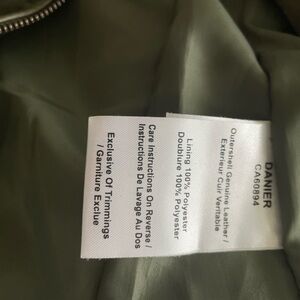 DANIER
CA60894
Outershell Genuine Leather /
Exterieur Cuir Veritable
Lining 100% Polyester
Doublure 100% Polyester
Care Instructions On Reverse /
Instructions De Lavage Au Dos
Exclusive Of Trimmings
/ Garniture Exclue